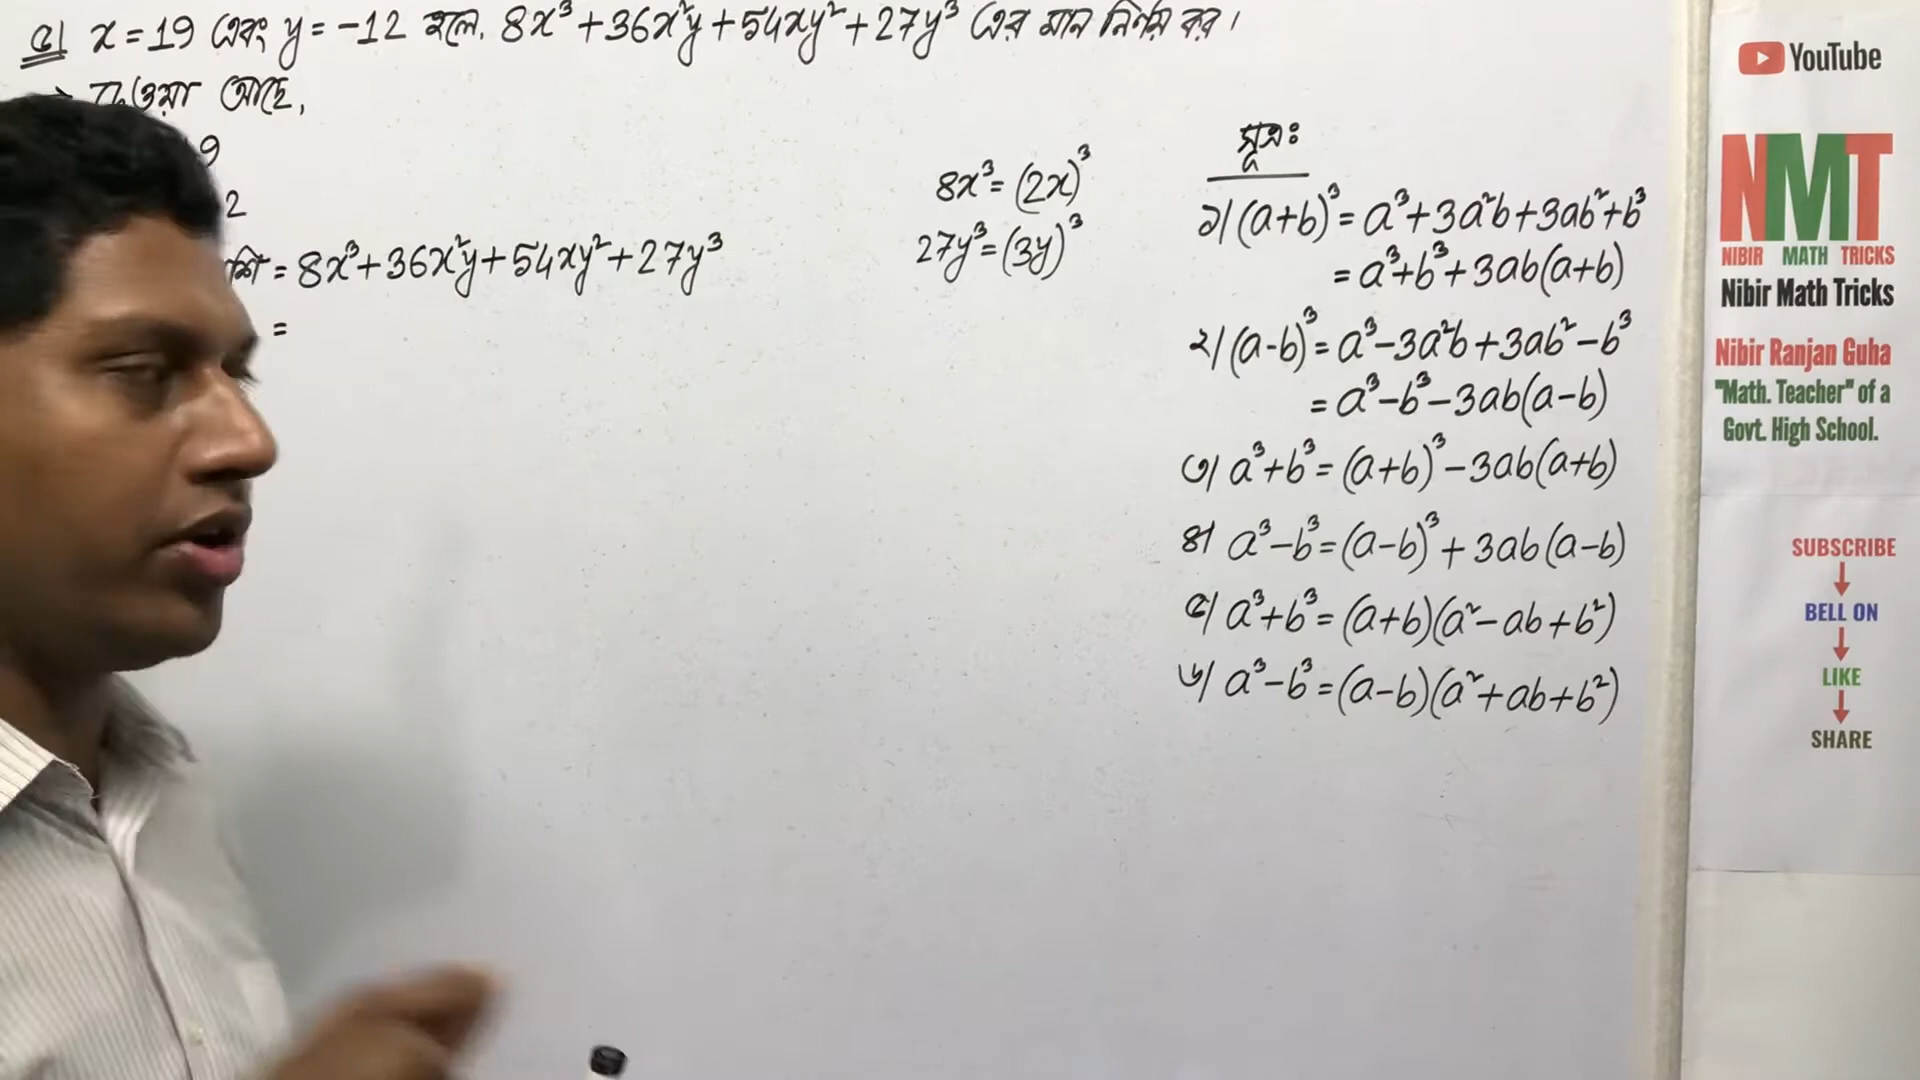 ৫| x = 19 এবং y = -12 হলে, 8x³ + 36x²y + 54xy² + 27y³ এর মান নির্ণয় কর।
আছে,
9
2
= 8x³ + 36x²y + 54xy² + 27y³
=
8x³ = (2x)³
27y³ = (3y)³
সূত্রঃ
১| (a+b)³ = a³ + 3a²b + 3ab² + b³
= a³ + b³ + 3ab(a+b)
২| (a-b)³ = a³ - 3a²b + 3ab² - b³
= a³ - b³ - 3ab(a-b)
৩| a³ + b³ = (a+b)³ - 3ab(a+b)
৪| a³ - b³ = (a-b)³ + 3ab(a-b)
৫| a³ + b³ = (a+b)(a² - ab + b²)
৬| a³ - b³ = (a-b)(a² + ab + b²)
YouTube
NMT
NIBIR MATH TRICKS
Nibir Math Tricks
Nibir Ranjan Guha
"Math. Teacher" of a
Govt. High School.
SUBSCRIBE
BELL ON
LIKE
SHARE